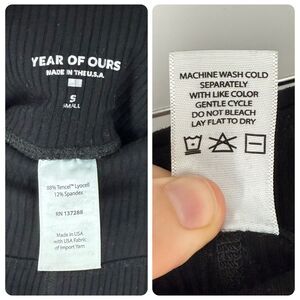 YEAR OF OURS
MADE IN THE U.S.A.
S
SMALL
88% Tencel™ Lyocell
12% Spandex
RN 137288
Made in USA
with USA Fabric
of Import Yarn
MACHINE WASH COLD
SEPARATELY
WITH LIKE COLOR
GENTLE CYCLE
DO NOT BLEACH
LAY FLAT TO DRY